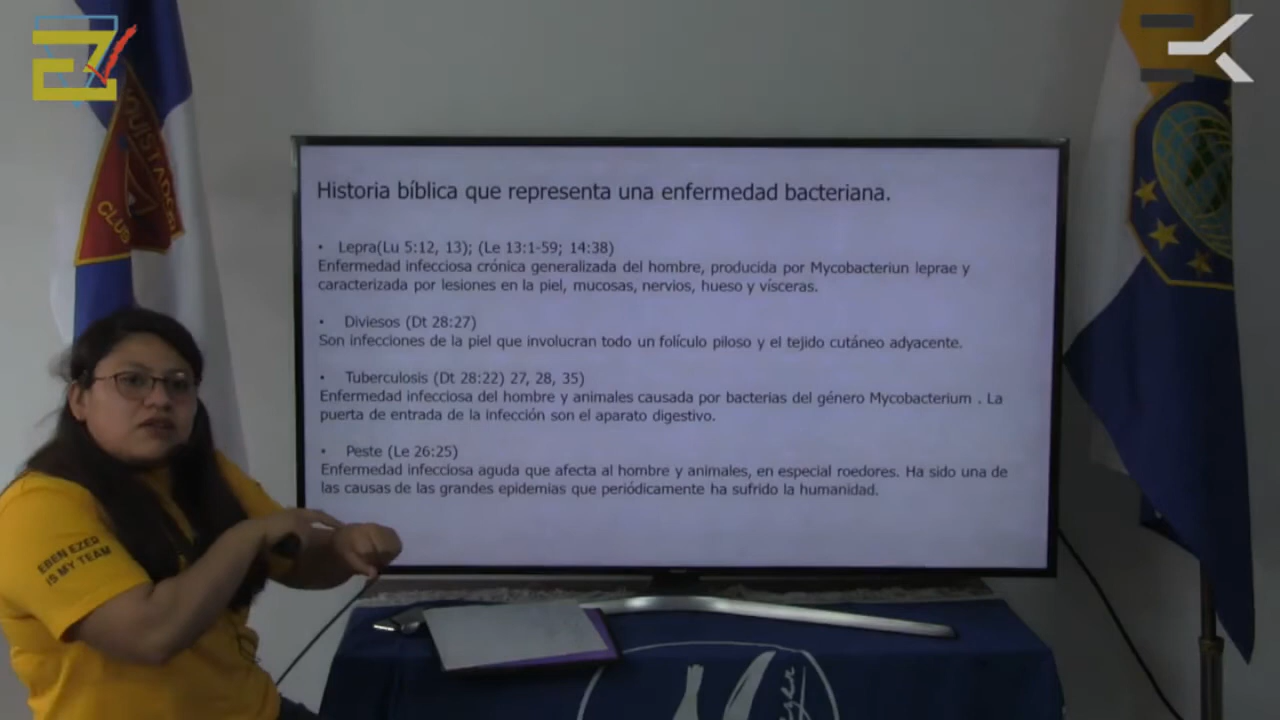 Historia bíblica que representa una enfermedad bacteriana.
• Lepra(Lu 5:12, 13); (Le 13:1-59; 14:38)
Enfermedad infecciosa crónica generalizada del hombre, producida por Mycobacteriun leprae y
caracterizada por lesiones en la piel, mucosas, nervios, hueso y vísceras.
• Diviesos (Dt 28:27)
Son infecciones de la piel que involucran todo un folículo piloso y el tejido cutáneo adyacente.
• Tuberculosis (Dt 28:22) 27, 28, 35)
Enfermedad infecciosa del hombre y animales causada por bacterias del género Mycobacterium . La
puerta de entrada de la infección son el aparato digestivo.
• Peste (Le 26:25)
Enfermedad infecciosa aguda que afecta al hombre y animales, en especial roedores. Ha sido una de
las causas de las grandes epidemias que periódicamente ha sufrido la humanidad.
EBEN EZER
IS MY TEAM
CLUB